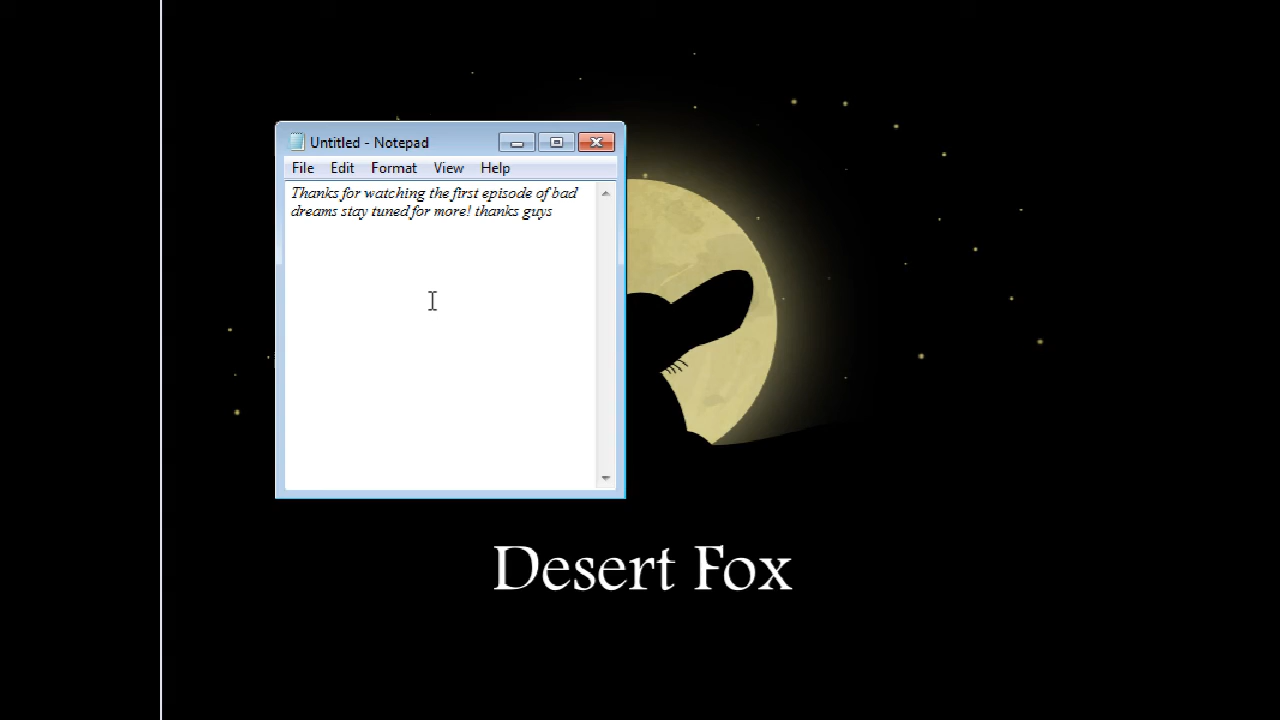 Untitled - Notepad
File Edit Format View Help
Thanks for watching the first episode of bad
dreams stay tuned for more! thanks guys
Desert Fox